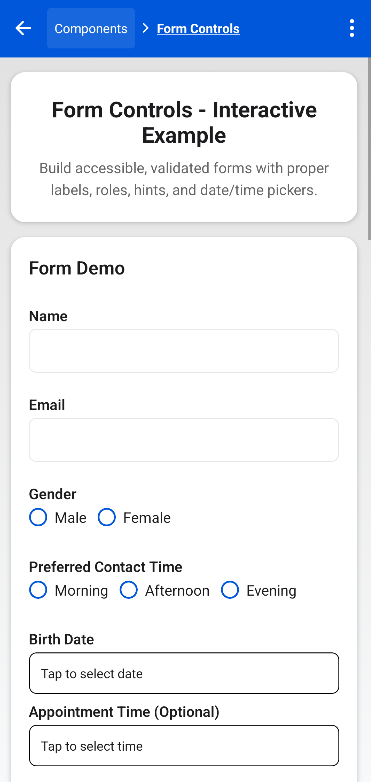 Components > Form Controls
Form Controls - Interactive
Example
Build accessible, validated forms with proper
labels, roles, hints, and date/time pickers.
Form Demo
Name
Email
Gender
Male Female
Preferred Contact Time
Morning Afternoon Evening
Birth Date
Tap to select date
Appointment Time (Optional)
Tap to select time